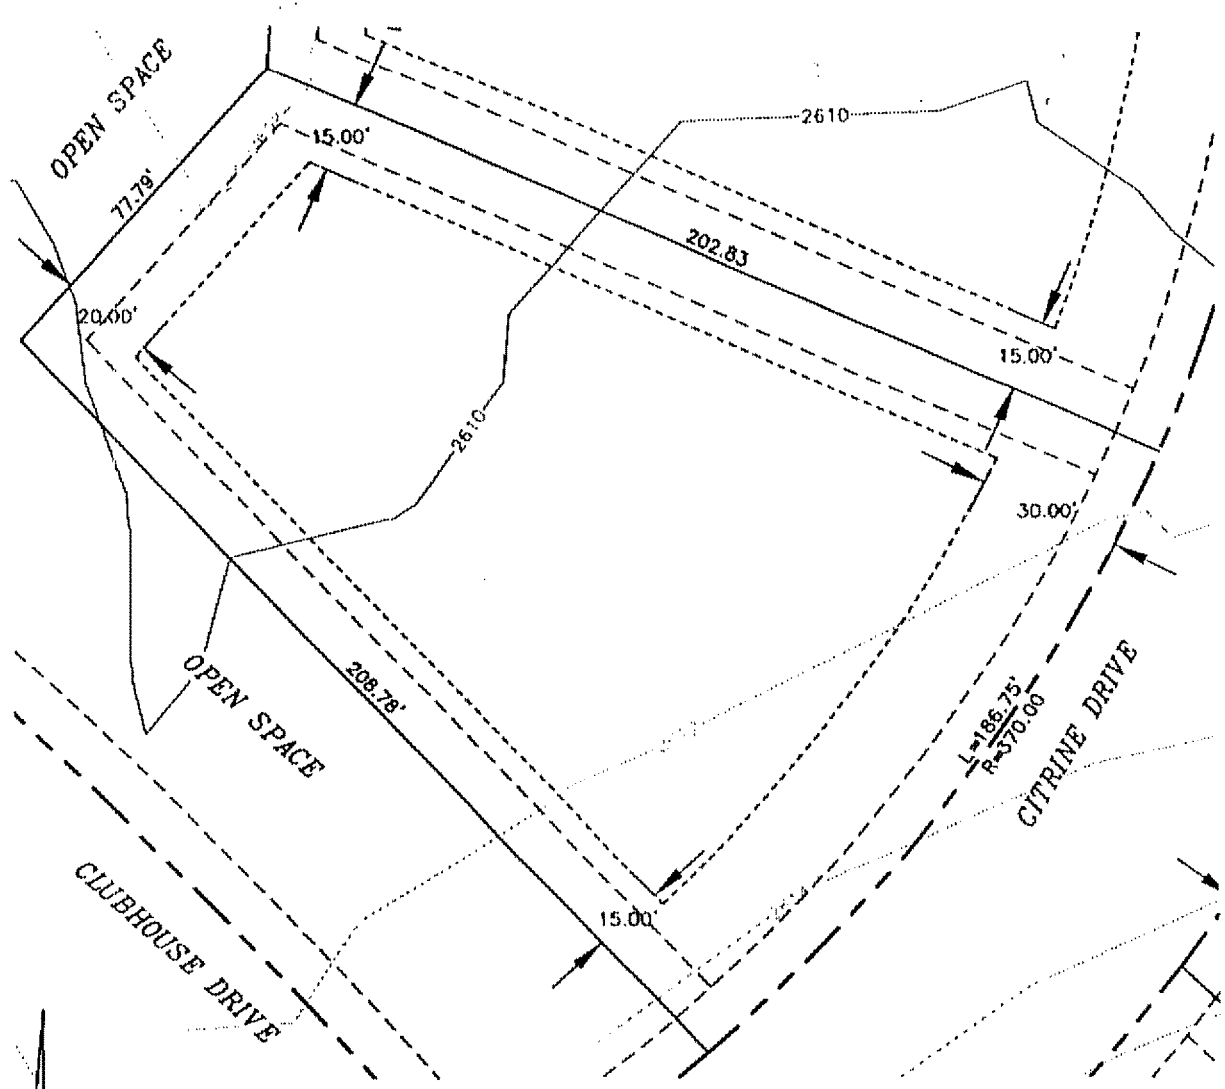 OPEN SPACE
2610
15.00'
77.79'
202.83
20.00'
15.00'
2610
30.00'
OPEN SPACE
208.78'
L=186.75'
R=370.00
CITRINE DRIVE
CLUBHOUSE DRIVE
15.00'